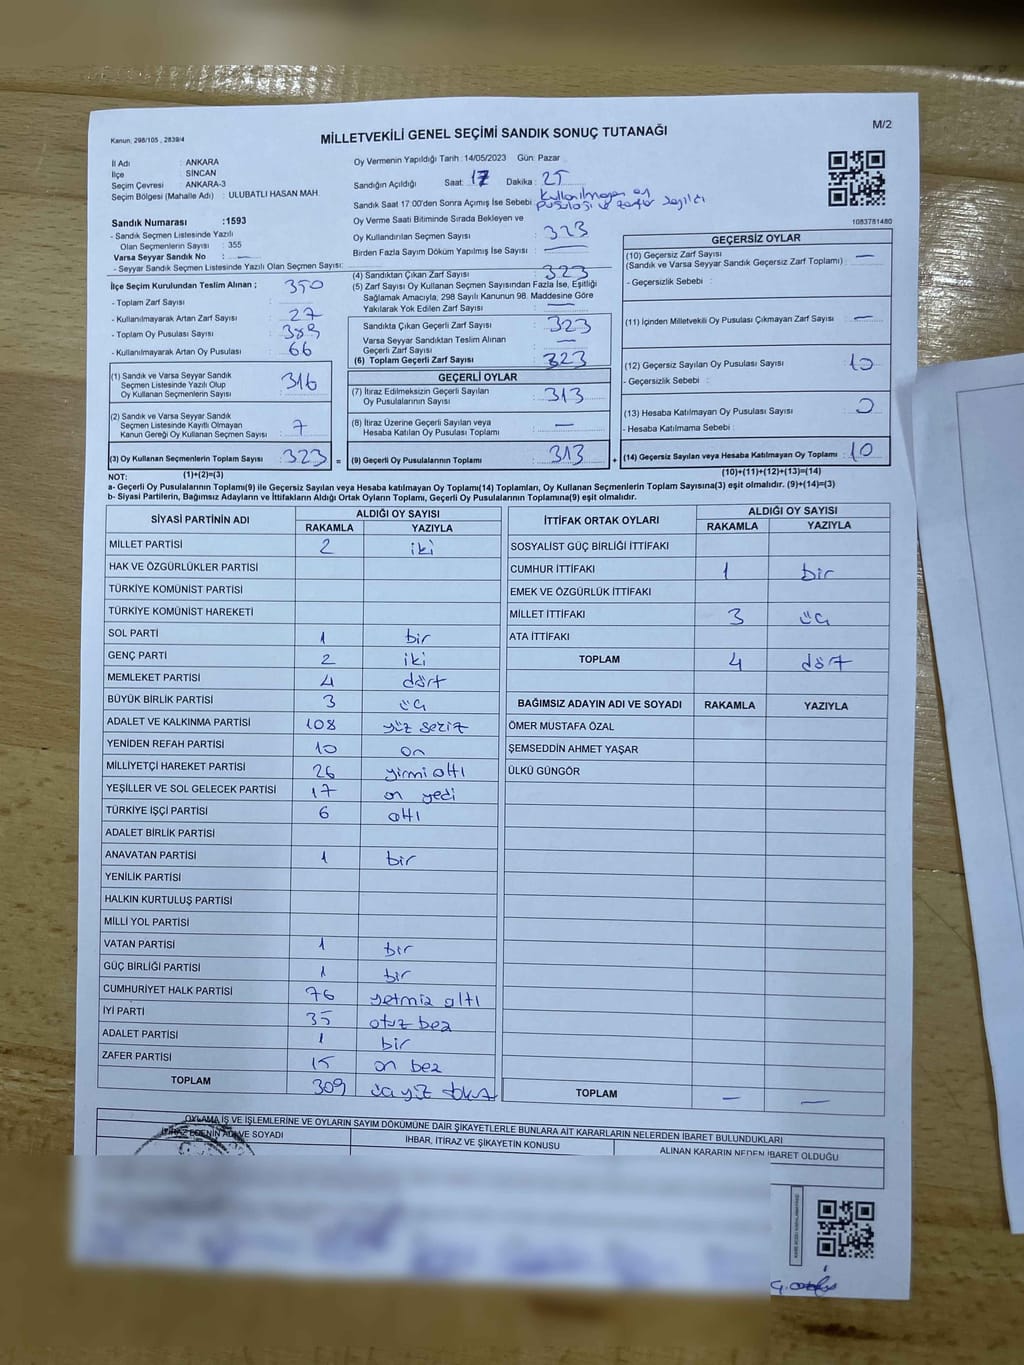 Kanun: 298/105 , 2839/4
MİLLETVEKİLİ GENEL SEÇİMİ SANDIK SONUÇ TUTANAĞI
M/2
İl Adı : ANKARA
İlçe : SİNCAN
Seçim Çevresi : ANKARA-3
Seçim Bölgesi (Mahalle Adı) : ULUBATLI HASAN MAH.
Sandık Numarası :1593
- Sandık Seçmen Listesinde Yazılı
Olan Seçmenlerin Sayısı : 355
Varsa Seyyar Sandık No : —
- Seyyar Sandık Seçmen Listesinde Yazılı Olan Seçmen Sayısı:
Oy Vermenin Yapıldığı Tarih :14/05/2023 Gün: Pazar
Sandığın Açıldığı Saat: 17 Dakika : 25
Sandık Saat 17:00'den Sonra Açımış İse Sebebi : Kullanılmayan oy
pusulası ve zarflar sayıldı
Oy Verme Saati Bitiminde Sırada Bekleyen ve
Oy Kullandırılan Seçmen Sayısı : 323
Birden Fazla Sayım Döküm Yapılmış İse Sayısı : —
1083781480
İlçe Seçim Kurulundan Teslim Alınan ;
- Toplam Zarf Sayısı : 350
- Kullanılmayarak Artan Zarf Sayısı : 27
- Toplam Oy Pusulası Sayısı : 389
- Kullanılmayarak Artan Oy Pusulası : 66
(1) Sandık ve Varsa Seyyar Sandık
Seçmen Listesinde Yazılı Olup
Oy Kullanan Seçmenlerin Sayısı : 316
(2) Sandık ve Varsa Seyyar Sandık
Seçmen Listesinde Kayıtlı Olmayan
Kanun Gereği Oy Kullanan Seçmen Sayısı : 7
(3) Oy Kullanan Seçmenlerin Toplam Sayısı : 323
(1)+(2)=(3)
(4) Sandıktan Çıkan Zarf Sayısı : 323
(5) Zarf Sayısı Oy Kullanan Seçmen Sayısından Fazla İse, Eşitliği
Sağlamak Amacıyla, 298 Sayılı Kanunun 98. Maddesine Göre
Yakılarak Yok Edilen Zarf Sayısı : —
Sandıkta Çıkan Geçerli Zarf Sayısı : 323
Varsa Seyyar Sandıktan Teslim Alınan
Geçerli Zarf Sayısı : —
(6) Toplam Geçerli Zarf Sayısı : 323
GEÇERLİ OYLAR
(7) İtiraz Edilmeksizin Geçerli Sayılan
Oy Pusulalarının Sayısı : 313
(8) İtiraz Üzerine Geçerli Sayılan veya
Hesaba Katılan Oy Pusulaları Toplamı : —
= (9) Geçerli Oy Pusulalarının Toplamı : 313
GEÇERSİZ OYLAR
(10) Geçersiz Zarf Sayısı : —
(Sandık ve Varsa Seyyar Sandık Geçersiz Zarf Toplamı)
- Geçersizlik Sebebi :
(11) İçinden Milletvekili Oy Pusulası Çıkmayan Zarf Sayısı : —
(12) Geçersiz Sayılan Oy Pusulası Sayısı : 10
- Geçersizlik Sebebi :
(13) Hesaba Katılmayan Oy Pusulası Sayısı : 0
- Hesaba Katılmama Sebebi :
+ (14) Geçersiz Sayılan veya Hesaba Katılmayan Oy Toplamı : 10
(10)+(11)+(12)+(13)=(14)
NOT:
a- Geçerli Oy Pusulalarının Toplamı(9) ile Geçersiz Sayılan veya Hesaba katılmayan Oy Toplamı(14) Toplamları, Oy Kullanan Seçmenlerin Toplam Sayısına(3) eşit olmalıdır. (9)+(14)=(3)
b- Siyasi Partilerin, Bağımsız Adayların ve İttifakların Aldığı Ortak Oyların Toplamı, Geçerli Oy Pusulalarının Toplamına(9) eşit olmalıdır.
SİYASİ PARTİNİN ADI ALDIĞI OY SAYISI
RAKAMLA YAZIYLA
MİLLET PARTİSİ 2 iki
HAK VE ÖZGÜRLÜKLER PARTİSİ
TÜRKİYE KOMÜNİST PARTİSİ
TÜRKİYE KOMÜNİST HAREKETİ
SOL PARTİ 1 bir
GENÇ PARTİ 2 iki
MEMLEKET PARTİSİ 4 dört
BÜYÜK BİRLİK PARTİSİ 3 üç
ADALET VE KALKINMA PARTİSİ 108 yüz sekiz
YENİDEN REFAH PARTİSİ 10 on
MİLLİYETÇİ HAREKET PARTİSİ 26 yirmi altı
YEŞİLLER VE SOL GELECEK PARTİSİ 17 on yedi
TÜRKİYE İŞÇİ PARTİSİ 6 altı
ADALET BİRLİK PARTİSİ
ANAVATAN PARTİSİ 1 bir
YENİLİK PARTİSİ
HALKIN KURTULUŞ PARTİSİ
MİLLİ YOL PARTİSİ
VATAN PARTİSİ 1 bir
GÜÇ BİRLİĞİ PARTİSİ 1 bir
CUMHURİYET HALK PARTİSİ 76 yetmiş altı
İYİ PARTİ 35 otuz beş
ADALET PARTİSİ 1 bir
ZAFER PARTİSİ 15 on beş
TOPLAM 309 üçyüz dokuz
İTTİFAK ORTAK OYLARI ALDIĞI OY SAYISI
RAKAMLA YAZIYLA
SOSYALİST GÜÇ BİRLİĞİ İTTİFAKI
CUMHUR İTTİFAKI 1 bir
EMEK VE ÖZGÜRLÜK İTTİFAKI
MİLLET İTTİFAKI 3 üç
ATA İTTİFAKI
TOPLAM 4 dört
BAĞIMSIZ ADAYIN ADI VE SOYADI RAKAMLA YAZIYLA
ÖMER MUSTAFA ÖZAL
ŞEMSEDDİN AHMET YAŞAR
ÜLKÜ GÜNGÖR
TOPLAM — —
OYLAMA İŞ VE İŞLEMLERİNE VE OYLARIN SAYIM DÖKÜMÜNE DAİR ŞİKAYETLERLE BUNLARA AİT KARARLARIN NELERDEN İBARET BULUNDUKLARI
İTİRAZ EDENİN ADI VE SOYADI
İHBAR, İTİRAZ VE ŞİKAYETİN KONUSU
ALINAN KARARIN NEDEN İBARET OLDUĞU